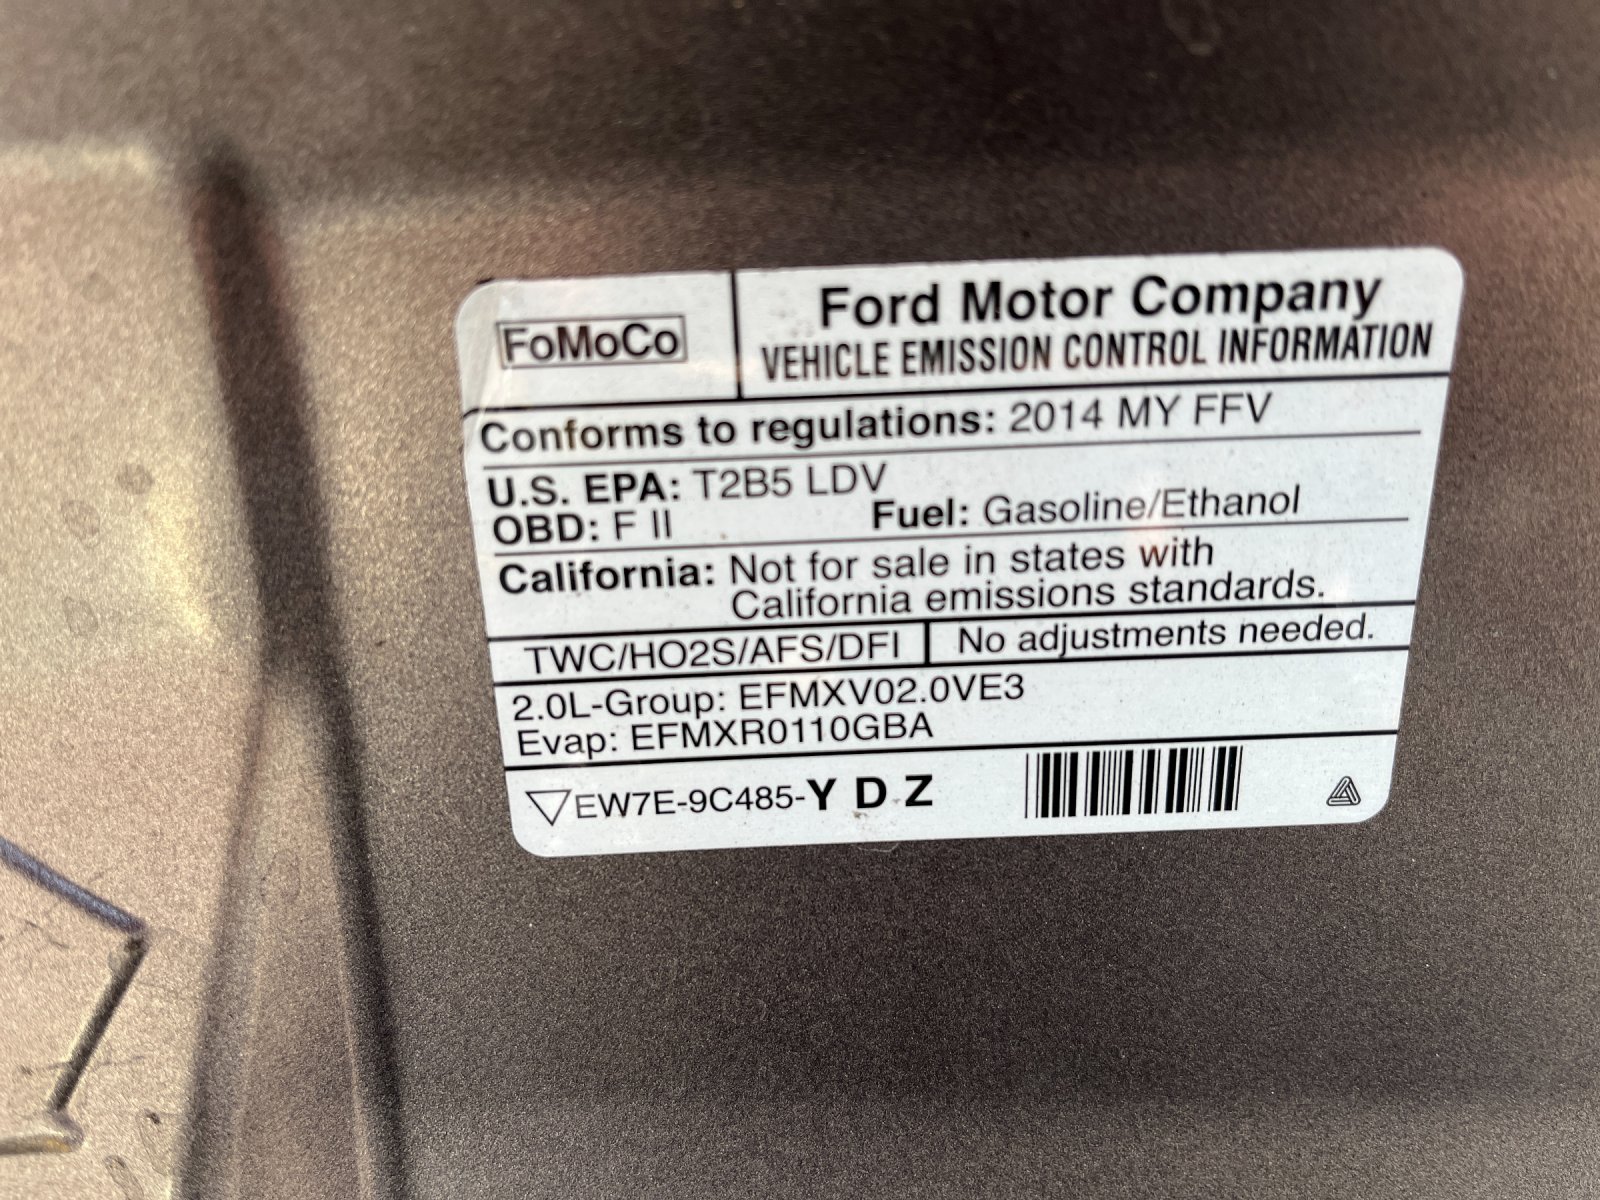 FoMoCo
Ford Motor Company
VEHICLE EMISSION CONTROL INFORMATION
Conforms to regulations: 2014 MY FFV
U.S. EPA: T2B5 LDV
OBD: F II Fuel: Gasoline/Ethanol
California: Not for sale in states with
California emissions standards.
TWC/HO2S/AFS/DFI No adjustments needed.
2.0L-Group: EFMXV02.0VE3
Evap: EFMXR0110GBA
EW7E-9C485-Y D Z